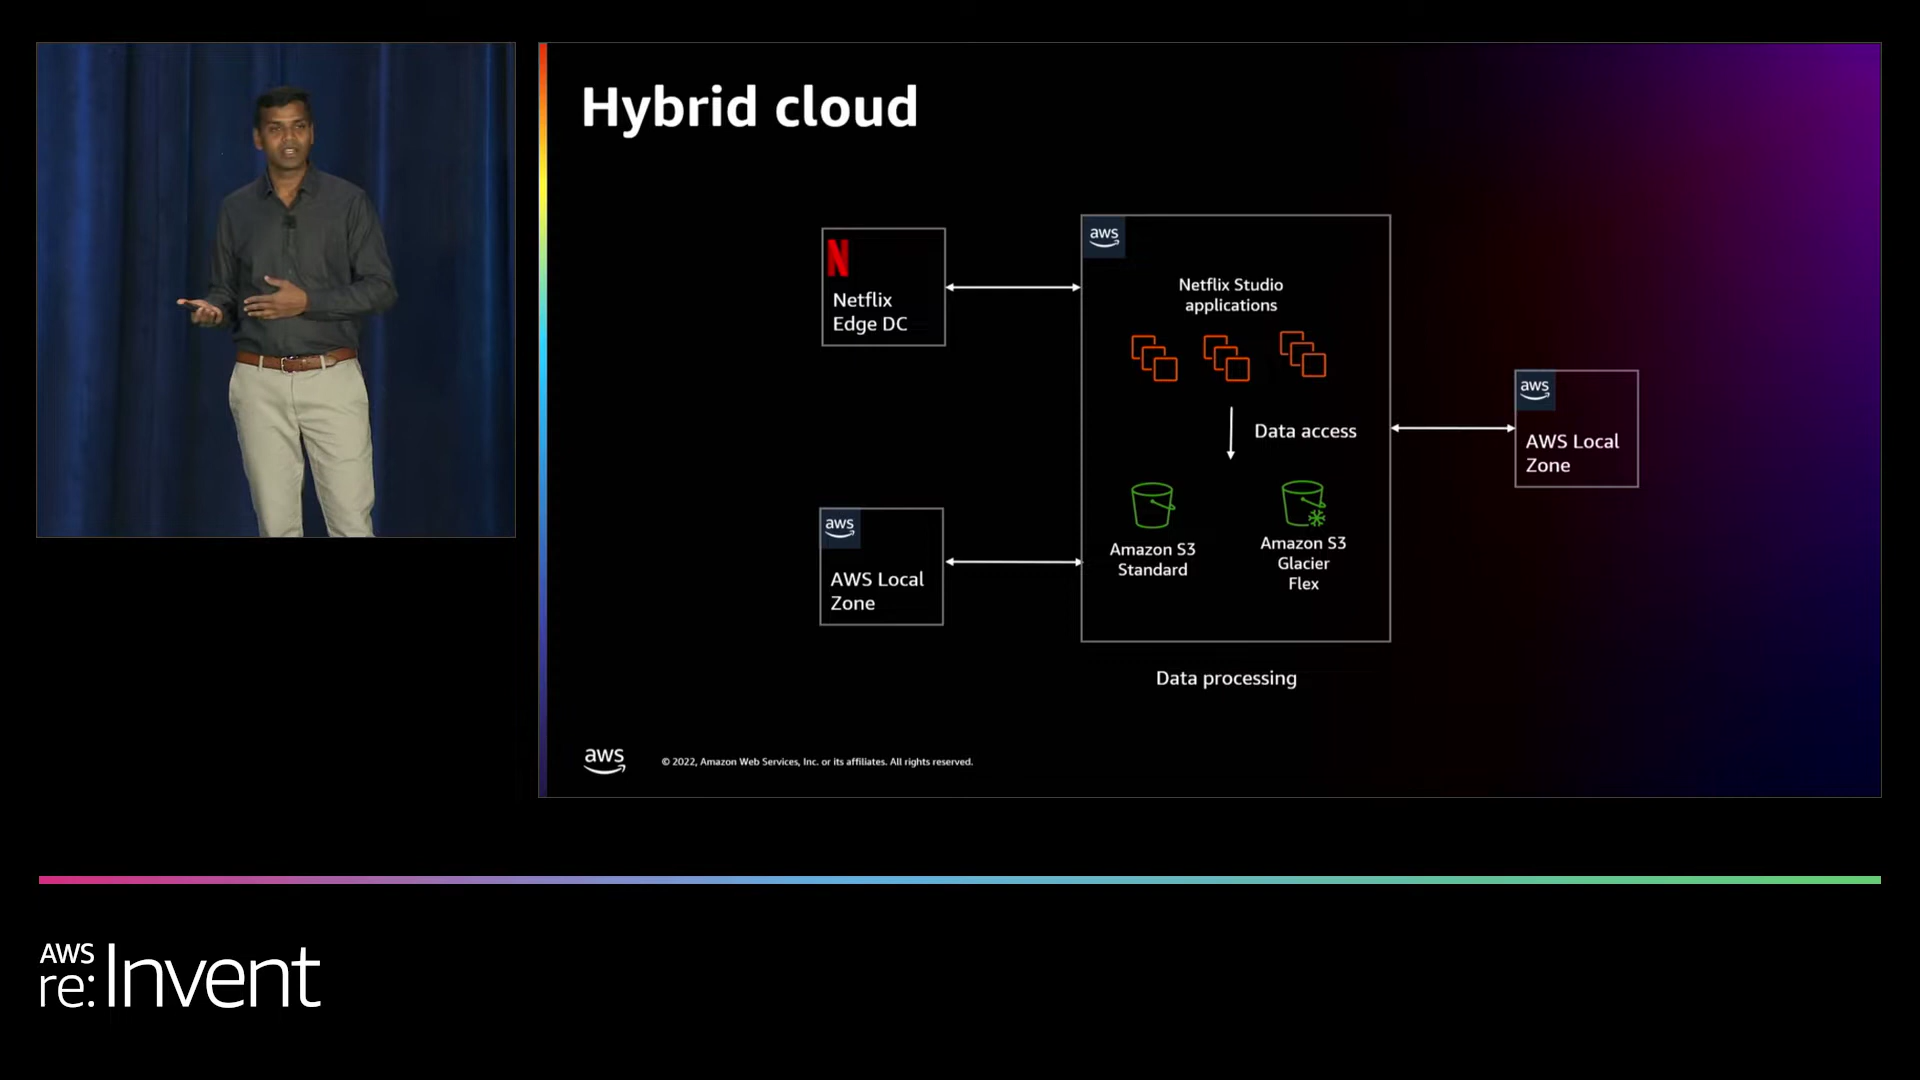 Hybrid cloud
N
Netflix
Edge DC
aws
Netflix Studio
applications
Data access
Amazon S3
Standard
Amazon S3
Glacier
Flex
aws
AWS Local
Zone
aws
AWS Local
Zone
Data processing
aws
© 2022, Amazon Web Services, Inc. or its affiliates. All rights reserved.
AWS
re:Invent